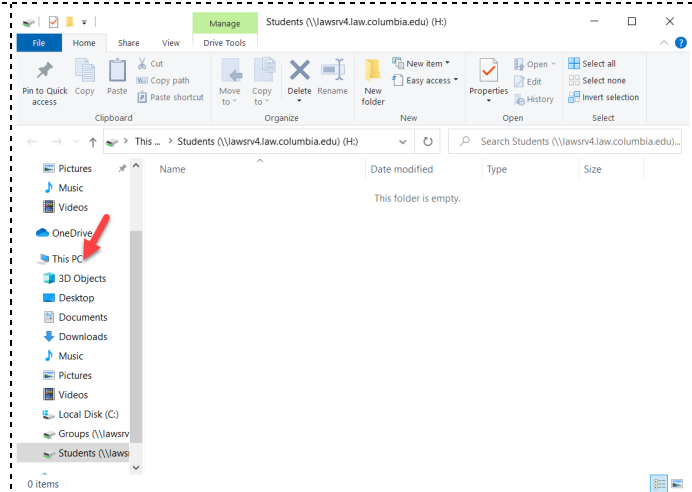 Manage
Students (\\lawsrv4.law.columbia.edu) (H:)
File
Home
Share
View
Drive Tools
Pin to Quick access
Copy
Paste
Cut
Copy path
Paste shortcut
Clipboard
Move to
Copy to
Delete
Rename
Organize
New folder
New item
Easy access
New
Properties
Open
Edit
History
Open
Select all
Select none
Invert selection
Select
This ... > Students (\\lawsrv4.law.columbia.edu) (H:)
Search Students (\\lawsrv4.law.columbia.edu)...
Pictures
Music
Videos
OneDrive
This PC
3D Objects
Desktop
Documents
Downloads
Music
Pictures
Videos
Local Disk (C:)
Groups (\\lawsrv
Students (\\laws
Name
Date modified
Type
Size
This folder is empty.
0 items